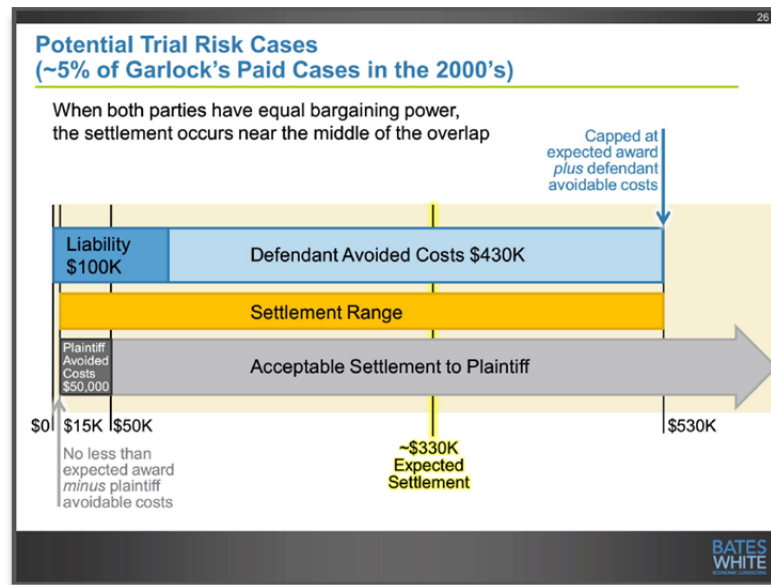 26
Potential Trial Risk Cases
(~5% of Garlock's Paid Cases in the 2000's)
When both parties have equal bargaining power,
the settlement occurs near the middle of the overlap
Capped at
expected award
plus defendant
avoidable costs
Liability
$100K
Defendant Avoided Costs $430K
Settlement Range
Plaintiff
Avoided
Costs
$50,000
Acceptable Settlement to Plaintiff
$0 $15K $50K
~$330K
Expected
Settlement
$530K
No less than
expected award
minus plaintiff
avoidable costs
BATES
WHITE
ECONOMIC CONSULTING